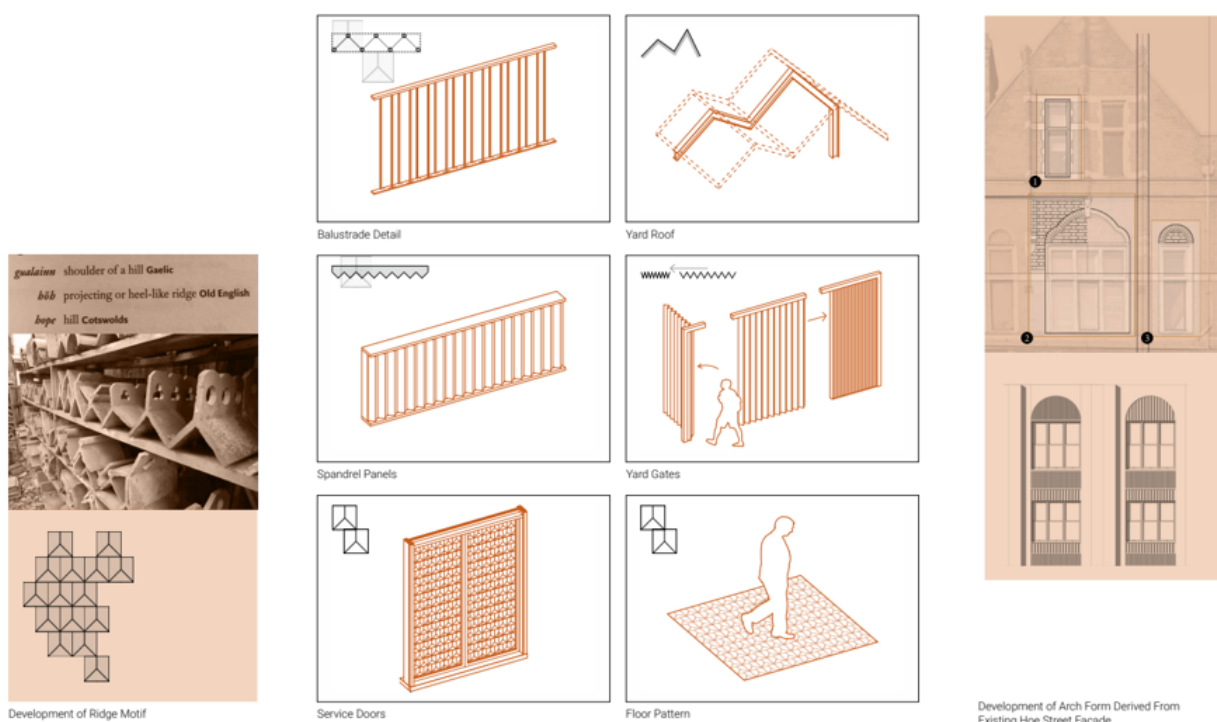 gualainn shoulder of a hill Gaelic
hōh projecting or heel-like ridge Old English
hope hill Cotswolds
Development of Ridge Motif
Balustrade Detail
Yard Roof
Spandrel Panels
Yard Gates
Service Doors
Floor Pattern
1
2
3
Development of Arch Form Derived From
Existing Hoe Street Facade